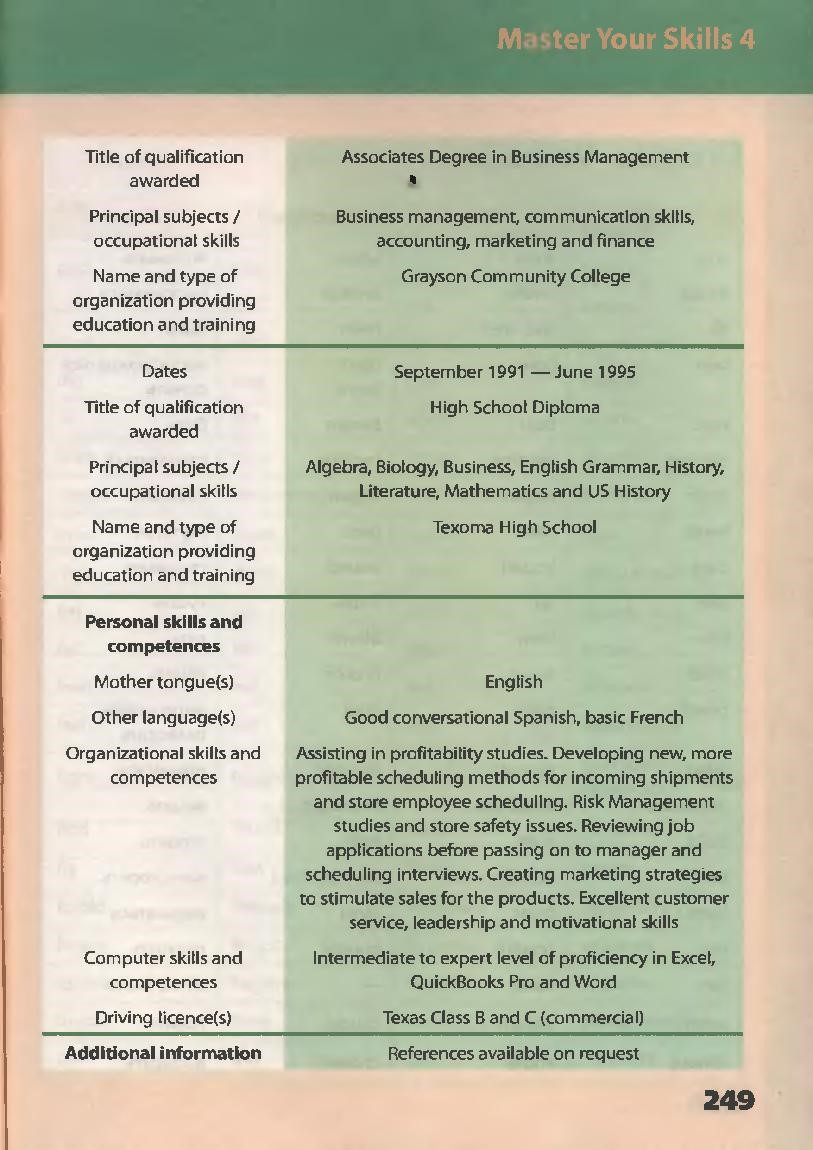 Master Your Skills 4
Title of qualification awarded
Associates Degree in Business Management
Principal subjects / occupational skills
Business management, communication skills,
accounting, marketing and finance
Name and type of organization providing education and training
Grayson Community College
Dates
September 1991 — June 1995
Title of qualification awarded
High School Diploma
Principal subjects / occupational skills
Algebra, Biology, Business, English Grammar, History,
Literature, Mathematics and US History
Name and type of organization providing education and training
Texoma High School
Personal skills and competences
Mother tongue(s)
English
Other language(s)
Good conversational Spanish, basic French
Organizational skills and competences
Assisting in profitability studies. Developing new, more
profitable scheduling methods for incoming shipments
and store employee scheduling. Risk Management
studies and store safety issues. Reviewing job
applications before passing on to manager and
scheduling interviews. Creating marketing strategies
to stimulate sales for the products. Excellent customer
service, leadership and motivational skills
Computer skills and competences
Intermediate to expert level of proficiency in Excel,
QuickBooks Pro and Word
Driving licence(s)
Texas Class B and C (commercial)
Additional information
References available on request
249